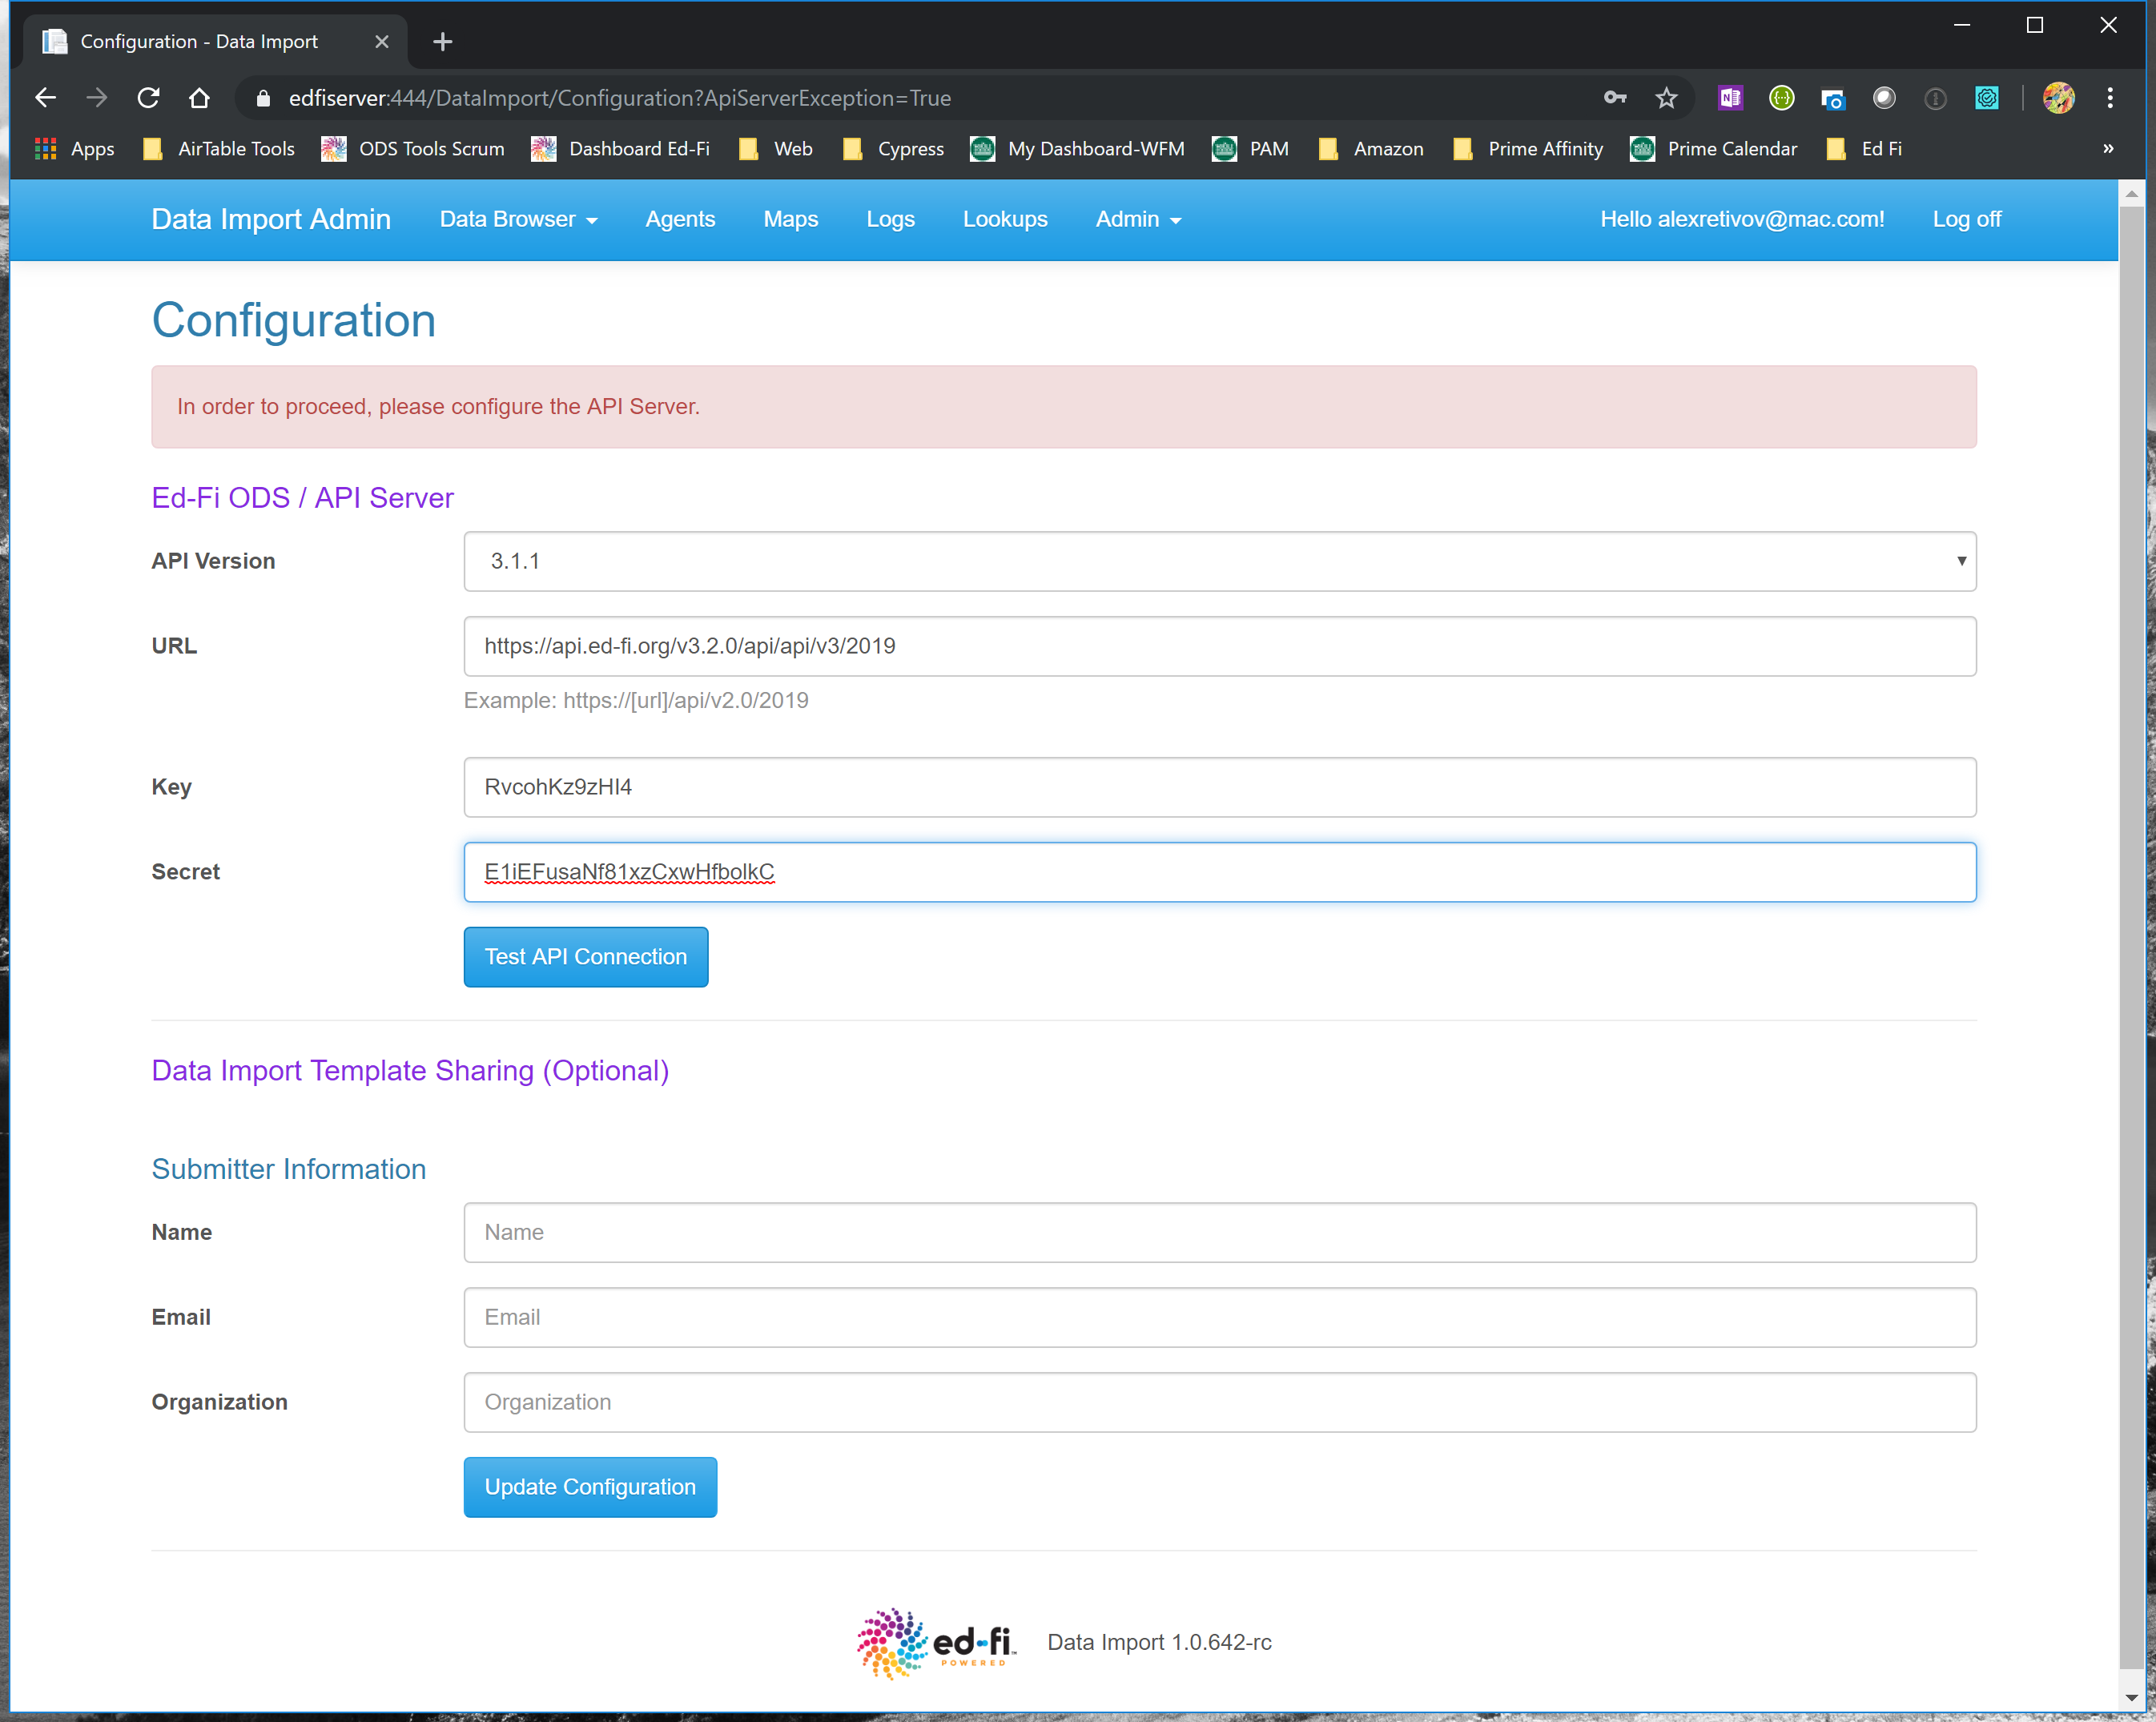 Configuration - Data Import
edfiserver:444/DataImport/Configuration?ApiServerException=True
Apps AirTable Tools ODS Tools Scrum Dashboard Ed-Fi Web Cypress My Dashboard-WFM PAM Amazon Prime Affinity Prime Calendar Ed Fi »
Data Import Admin Data Browser Agents Maps Logs Lookups Admin Hello alexretivov@mac.com! Log off
Configuration
In order to proceed, please configure the API Server.
Ed-Fi ODS / API Server
API Version 3.1.1
URL https://api.ed-fi.org/v3.2.0/api/api/v3/2019
Example: https://[url]/api/v2.0/2019
Key RvcohKz9zHI4
Secret E1iEFusaNf81xzCxwHfbolkC
Test API Connection
Data Import Template Sharing (Optional)
Submitter Information
Name Name
Email Email
Organization Organization
Update Configuration
ed-fi
POWERED
Data Import 1.0.642-rc